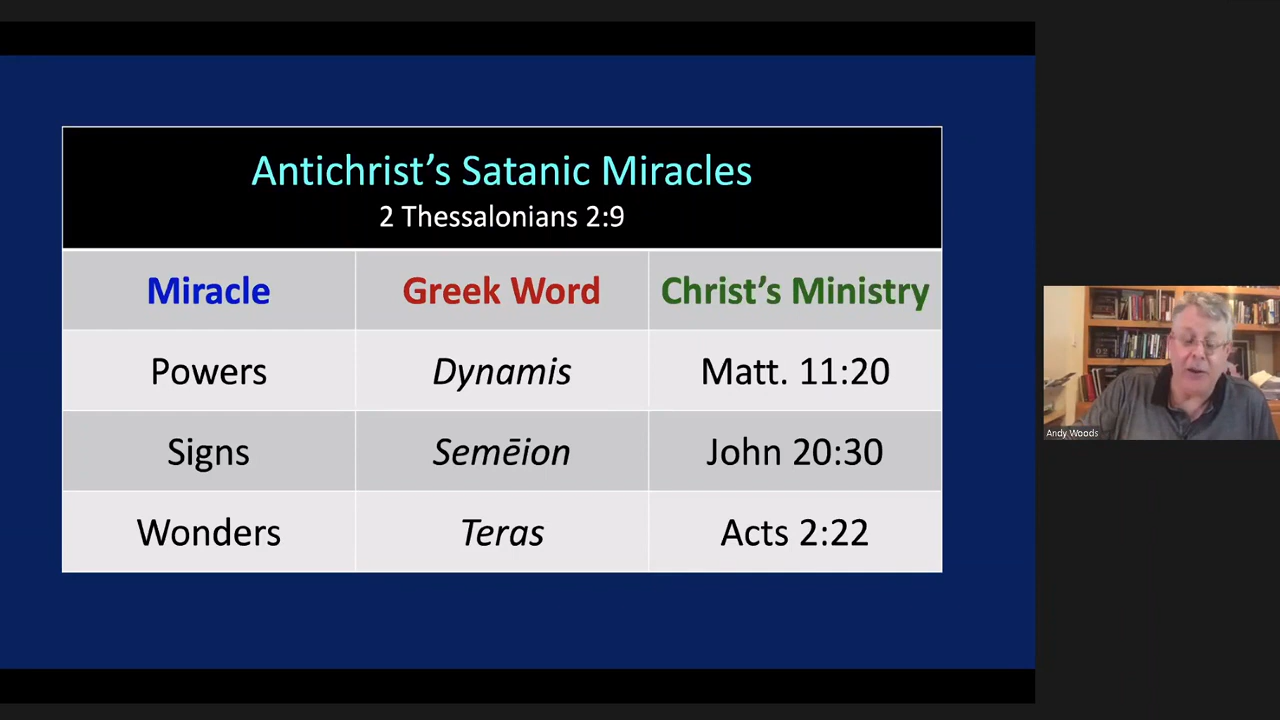 Antichrist’s Satanic Miracles
2 Thessalonians 2:9
Miracle Greek Word Christ’s Ministry
Powers Dynamis Matt. 11:20
Signs Semēion John 20:30
Wonders Teras Acts 2:22
Andy Woods